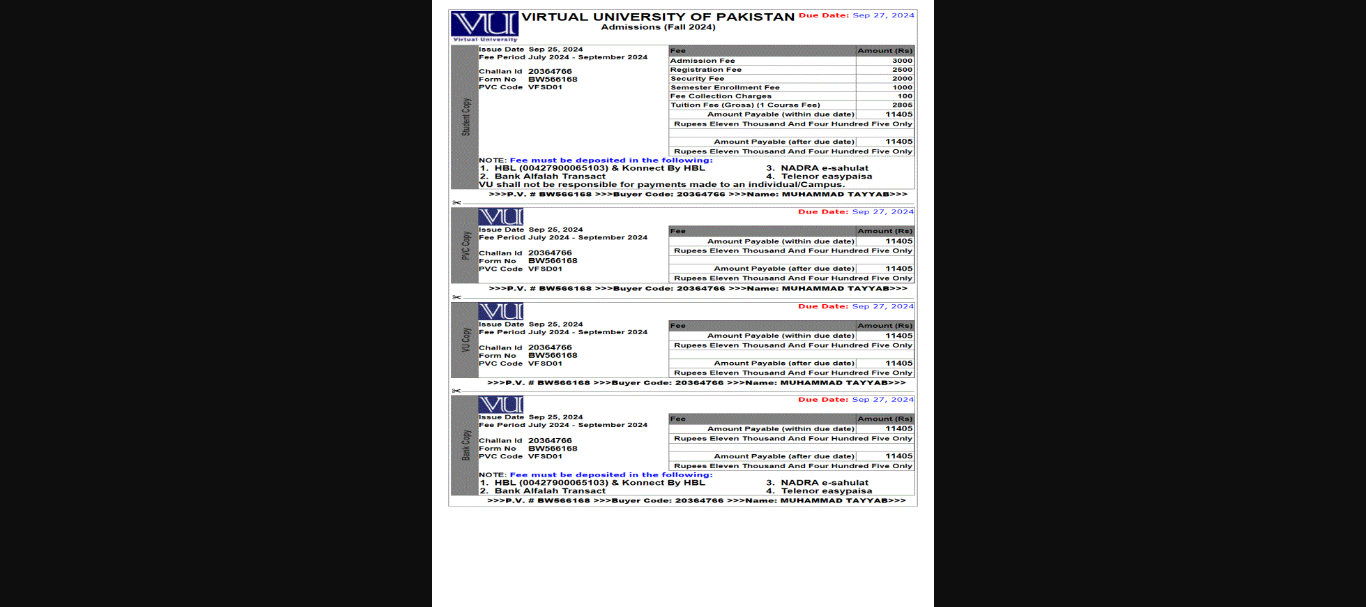 VU VIRTUAL UNIVERSITY OF PAKISTAN Due Date: Sep 27, 2024
Virtual University
Admissions (Fall 2024)
Student Copy
Issue Date Sep 25, 2024
Fee Period July 2024 - September 2024
Challan Id 20364766
Form No BW566168
PVC Code VFSD01
Fee Amount (Rs)
Admission Fee 3000
Registration Fee 2500
Security Fee 2000
Semester Enrollment Fee 1000
Fee Collection Charges 100
Tuition Fee (Gross) (1 Course Fee) 2805
Amount Payable (within due date) 11405
Rupees Eleven Thousand And Four Hundred Five Only
Amount Payable (after due date) 11405
Rupees Eleven Thousand And Four Hundred Five Only
NOTE: Fee must be deposited in the following:
1. HBL (00427900065103) & Konnect By HBL 3. NADRA e-sahulat
2. Bank Alfalah Transact 4. Telenor easypaisa
VU shall not be responsible for payments made to an individual/Campus.
>>>P.V. # BW566168 >>>Buyer Code: 20364766 >>>Name: MUHAMMAD TAYYAB>>>
VU Due Date: Sep 27, 2024
PVC Copy
Issue Date Sep 25, 2024
Fee Period July 2024 - September 2024
Challan Id 20364766
Form No BW566168
PVC Code VFSD01
Fee Amount (Rs)
Amount Payable (within due date) 11405
Rupees Eleven Thousand And Four Hundred Five Only
Amount Payable (after due date) 11405
Rupees Eleven Thousand And Four Hundred Five Only
>>>P.V. # BW566168 >>>Buyer Code: 20364766 >>>Name: MUHAMMAD TAYYAB>>>
VU Due Date: Sep 27, 2024
VU Copy
Issue Date Sep 25, 2024
Fee Period July 2024 - September 2024
Challan Id 20364766
Form No BW566168
PVC Code VFSD01
Fee Amount (Rs)
Amount Payable (within due date) 11405
Rupees Eleven Thousand And Four Hundred Five Only
Amount Payable (after due date) 11405
Rupees Eleven Thousand And Four Hundred Five Only
>>>P.V. # BW566168 >>>Buyer Code: 20364766 >>>Name: MUHAMMAD TAYYAB>>>
VU Due Date: Sep 27, 2024
Bank Copy
Issue Date Sep 25, 2024
Fee Period July 2024 - September 2024
Challan Id 20364766
Form No BW566168
PVC Code VFSD01
Fee Amount (Rs)
Amount Payable (within due date) 11405
Rupees Eleven Thousand And Four Hundred Five Only
Amount Payable (after due date) 11405
Rupees Eleven Thousand And Four Hundred Five Only
NOTE: Fee must be deposited in the following:
1. HBL (00427900065103) & Konnect By HBL 3. NADRA e-sahulat
2. Bank Alfalah Transact 4. Telenor easypaisa
>>>P.V. # BW566168 >>>Buyer Code: 20364766 >>>Name: MUHAMMAD TAYYAB>>>